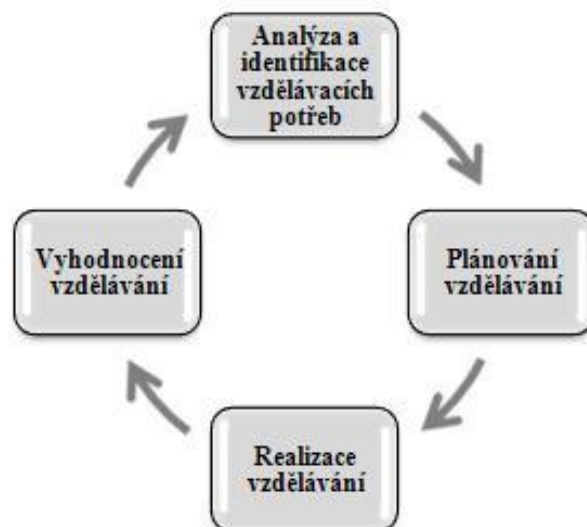 Analýza a
identifikace
vzdělávacích
potřeb
Plánování
vzdělávání
Realizace
vzdělávání
Vyhodnocení
vzdělávání